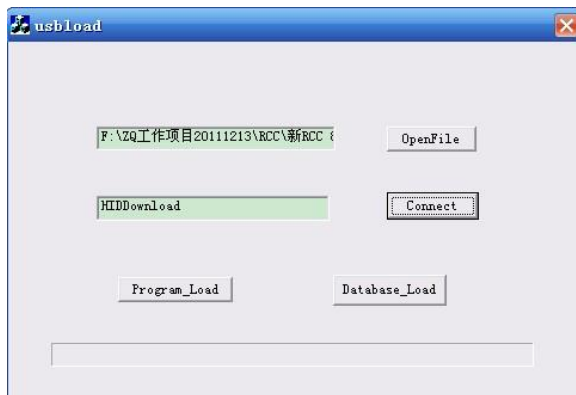 usbload
F:\ZQ工作项目20111213\RCC\新RCC
OpenFile
HIDDownload
Connect
Program_Load
Database_Load